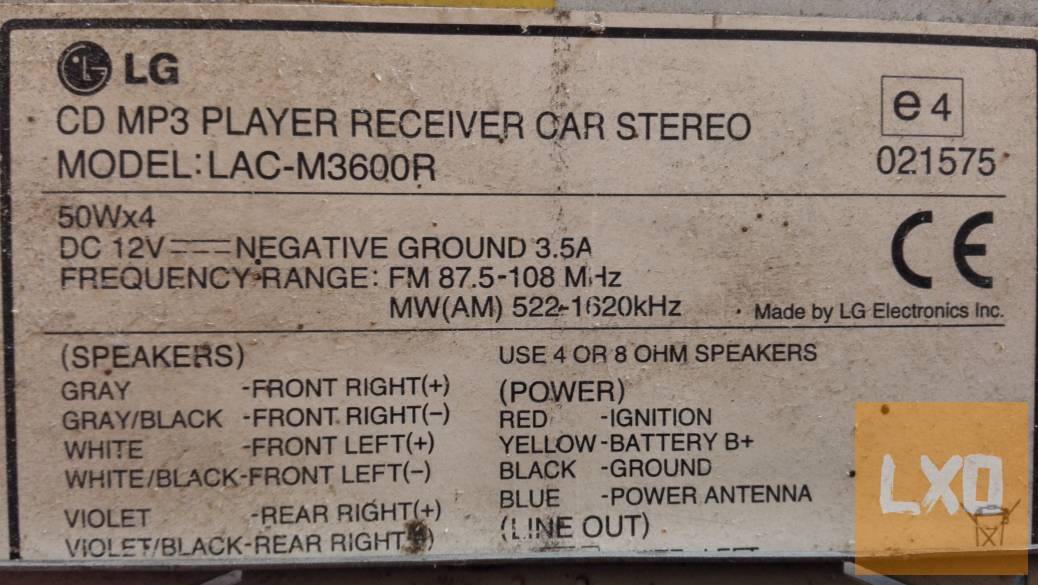 LG
CD MP3 PLAYER RECEIVER CAR STEREO
MODEL:LAC-M3600R
e4
021575
50Wx4
DC 12V NEGATIVE GROUND 3.5A
FREQUENCY RANGE: FM 87.5-108 MHz
MW(AM) 522-1620kHz
CE
Made by LG Electronics Inc.
(SPEAKERS)
GRAY -FRONT RIGHT(+)
GRAY/BLACK -FRONT RIGHT(-)
WHITE -FRONT LEFT(+)
WHITE/BLACK-FRONT LEFT(-)
VIOLET -REAR RIGHT(+)
VIOLET/BLACK-REAR RIGHT(-)
USE 4 OR 8 OHM SPEAKERS
(POWER)
RED -IGNITION
YELLOW-BATTERY B+
BLACK -GROUND
BLUE -POWER ANTENNA
(LINE OUT)
LXO